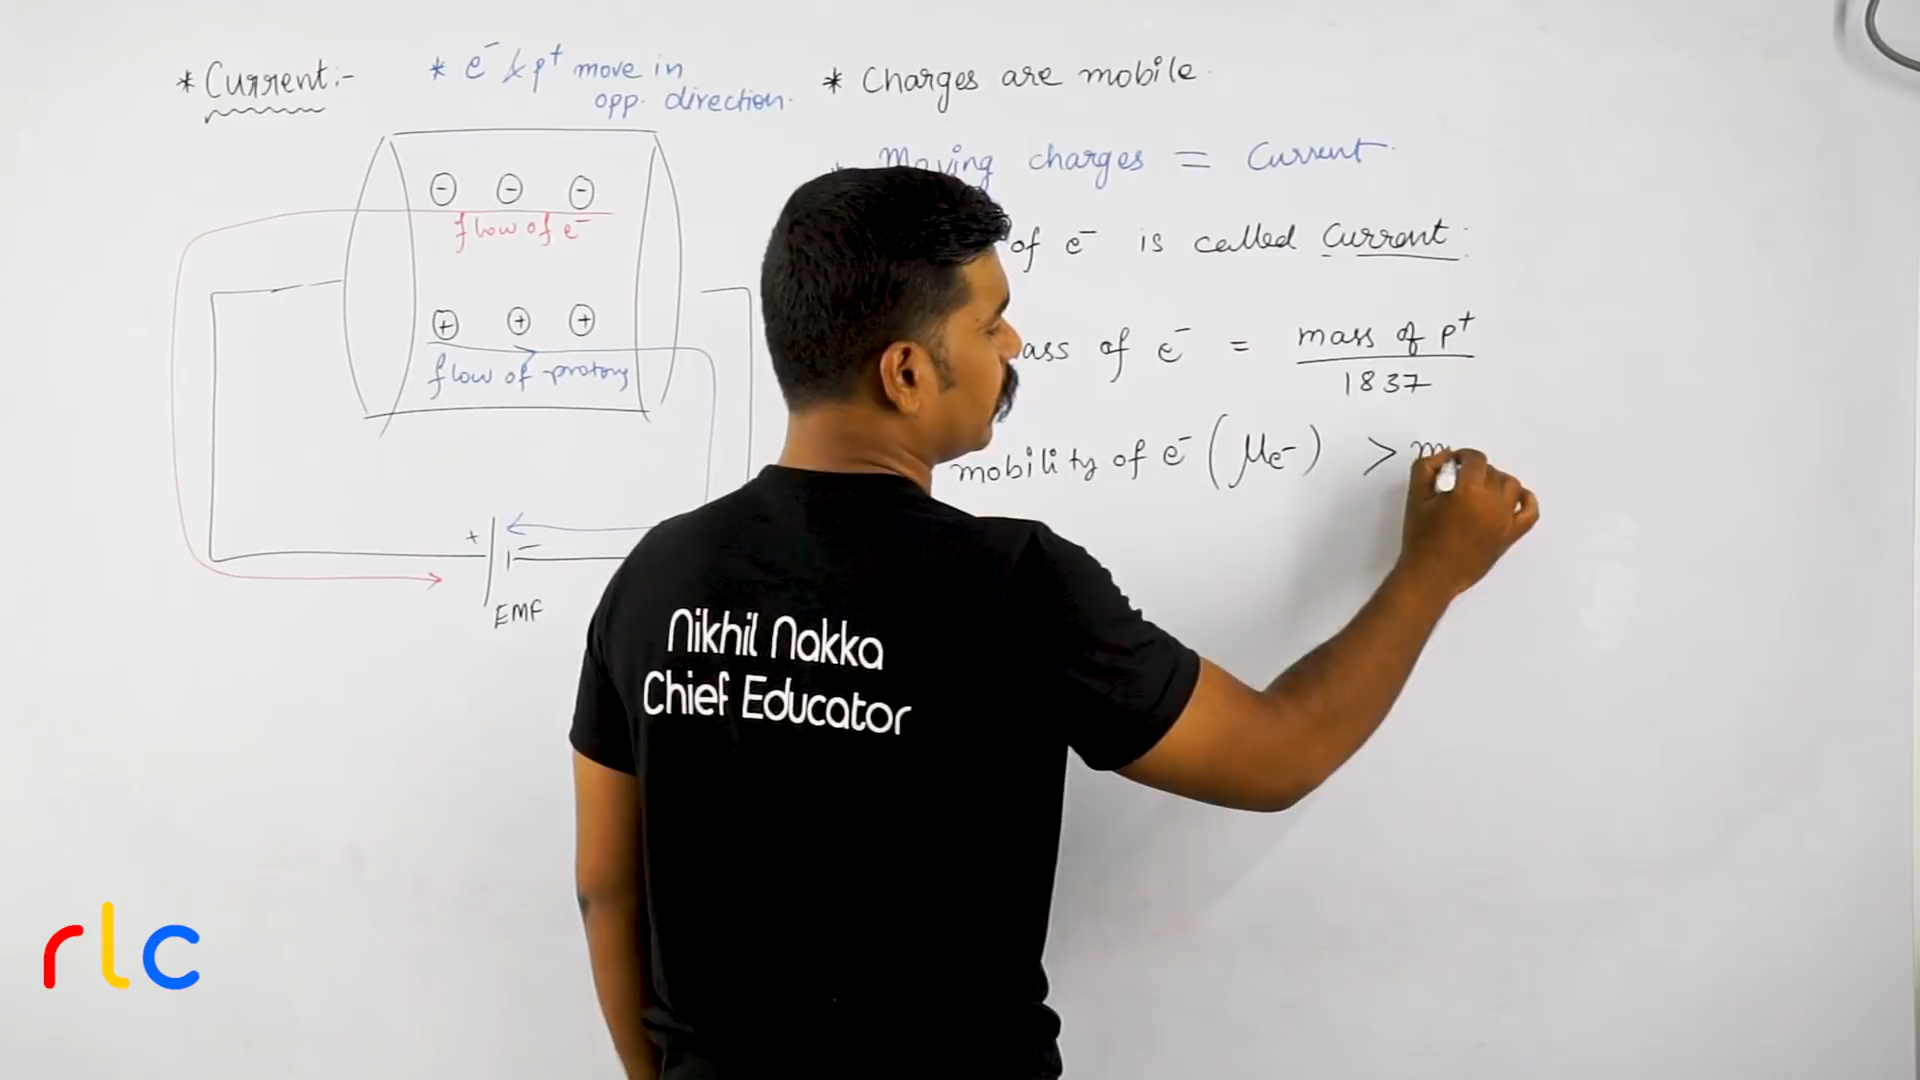 * Current:-
* e⁻ & p⁺ move in
opp. direction.
* Charges are mobile.
Moving charges = Current.
of e⁻ is called Current.
mass of e⁻ = mass of p⁺ / 1837
mobility of e⁻ (μe⁻) >
- - -
flow of e⁻
+ + +
flow of protons
+ -
EMF
Nikhil Nakka
Chief Educator
rlc